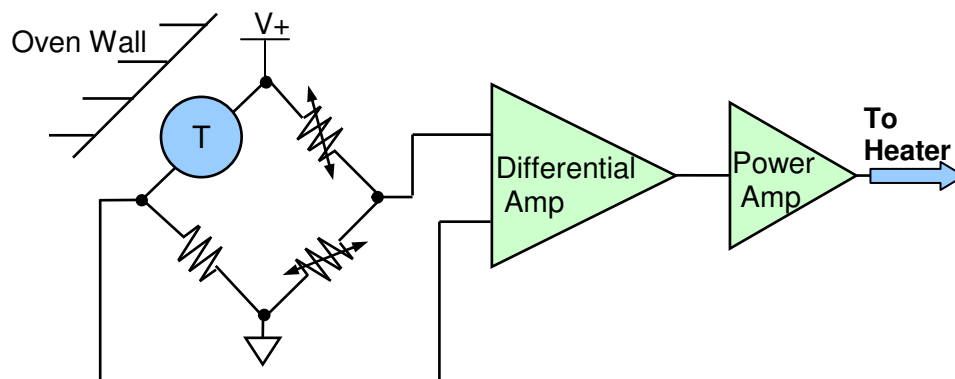 Oven Wall
V+
T
Differential
Amp
Power
Amp
To
Heater